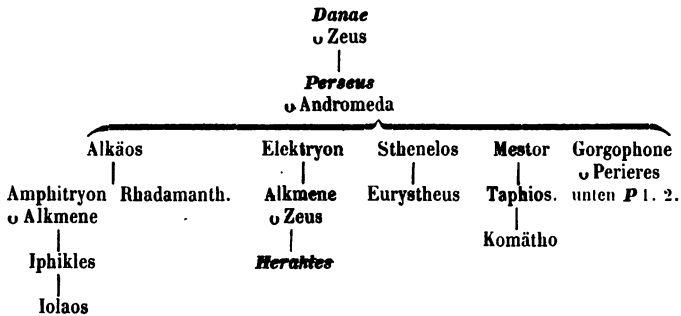 Danae
∪ Zeus
Perseus
∪ Andromeda
Alkäos Elektryon Sthenelos Mestor Gorgophone
∪ Perieres
Amphitryon Rhadamanth. Alkmene Eurystheus Taphios. unten P 1. 2.
∪ Alkmene ∪ Zeus
Komätho
Iphikles Herakles
Iolaos